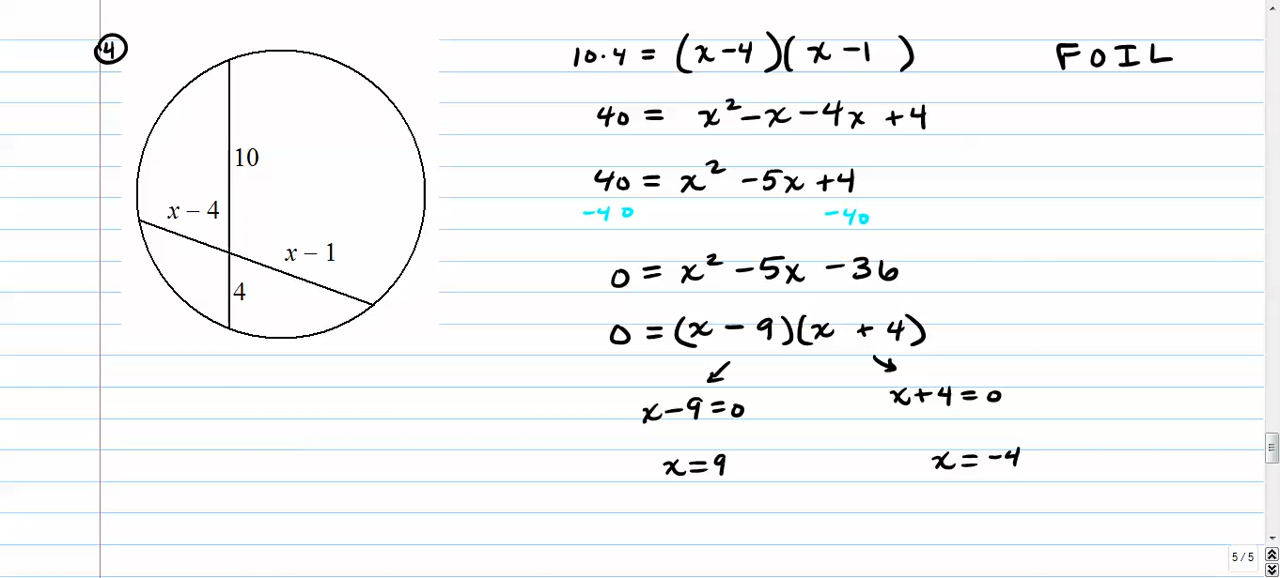 4
10·4 = (x-4)(x-1)
FOIL
40 = x²-x-4x+4
10
40 = x²-5x+4
x – 4
-40 -40
x – 1
0 = x²-5x-36
4
0 = (x-9)(x+4)
x-9=0
x+4=0
x=9
x=-4
5/5